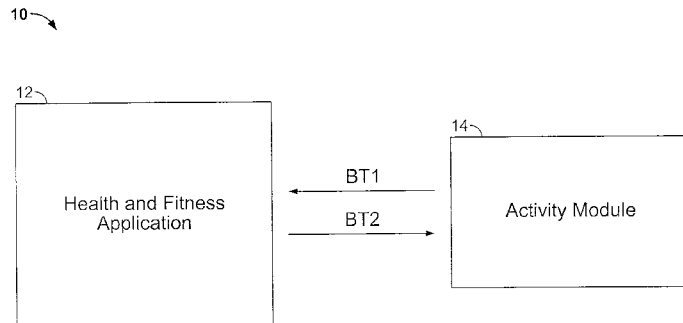 10
12
14
BT1
Health and Fitness
Application
Activity Module
BT2